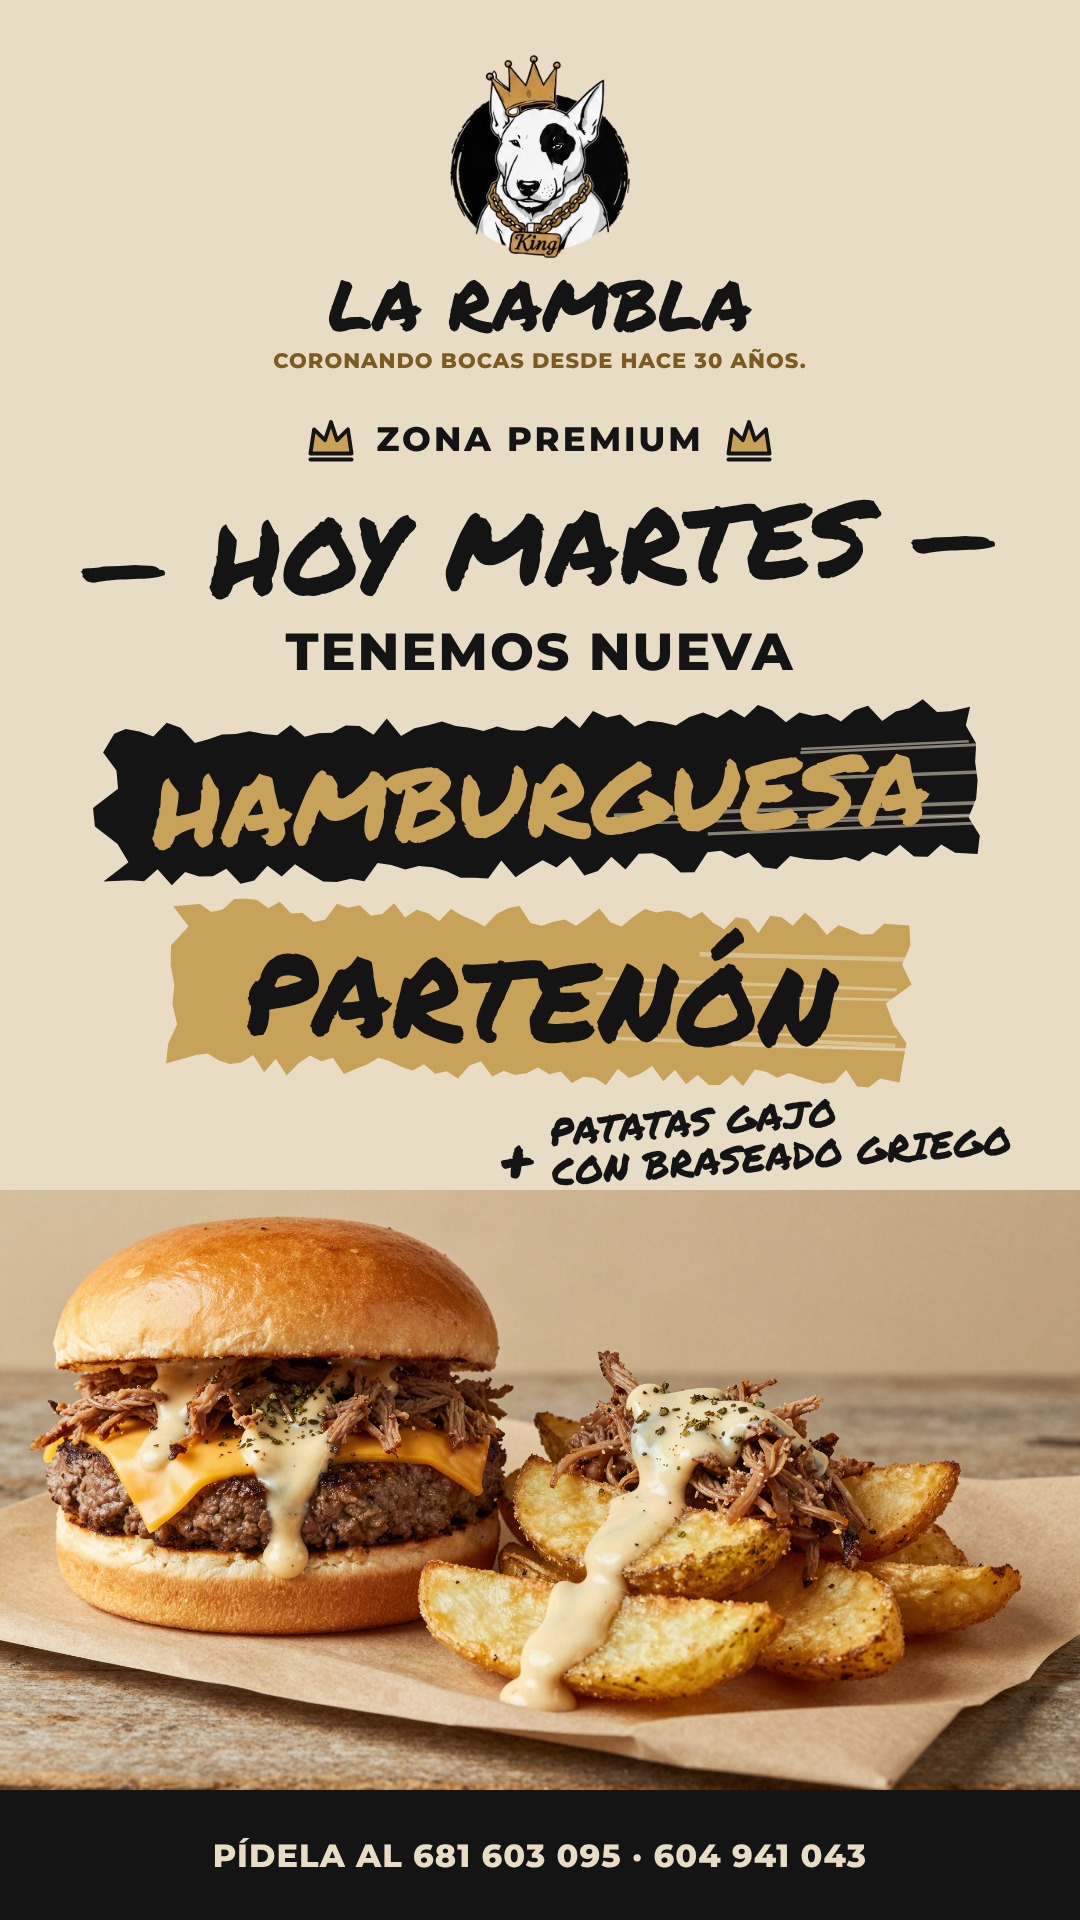 King
LA RAMBLA
CORONANDO BOCAS DESDE HACE 30 AÑOS.
ZONA PREMIUM
— HOY MARTES —
TENEMOS NUEVA
HAMBURGUESA
PARTENÓN
PATATAS GAJO
+ CON BRASEADO GRIEGO
PÍDELA AL 681 603 095 · 604 941 043